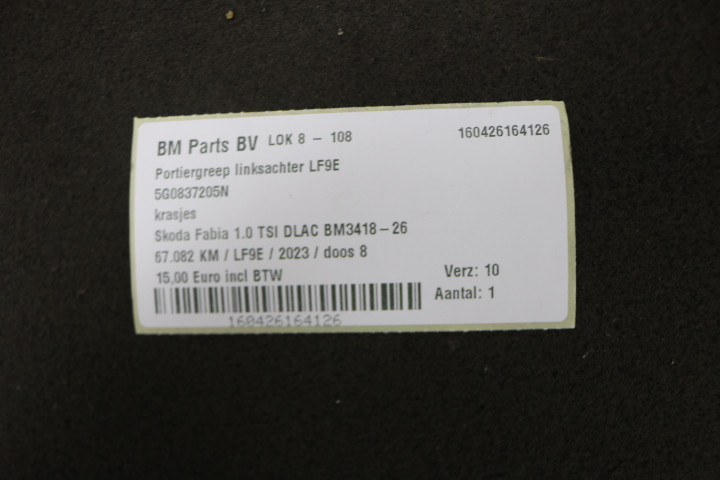 BM Parts BV LOK 8 - 108 160426164126
Portiergreep linksachter LF9E
5G0837205N
krasjes
Skoda Fabia 1.0 TSI DLAC BM3418-26
67.082 KM / LF9E / 2023 / doos 8
15,00 Euro incl BTW Verz: 10
Aantal: 1
160426164126